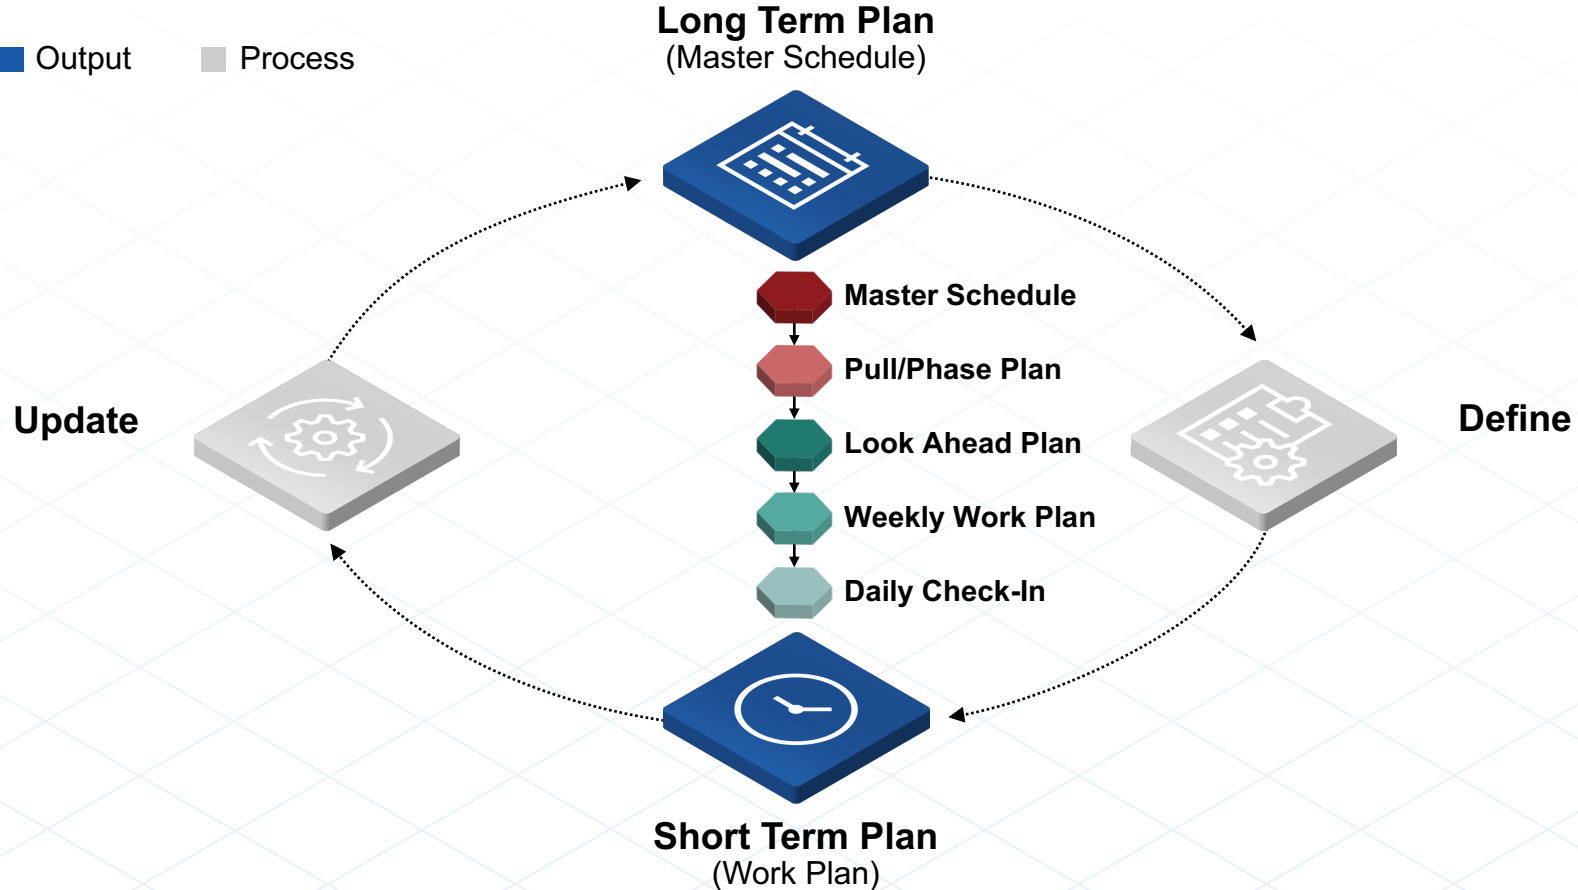 Long Term Plan
(Master Schedule)
Output
Process
Master Schedule
Pull/Phase Plan
Look Ahead Plan
Weekly Work Plan
Daily Check-In
Update
Define
Short Term Plan
(Work Plan)